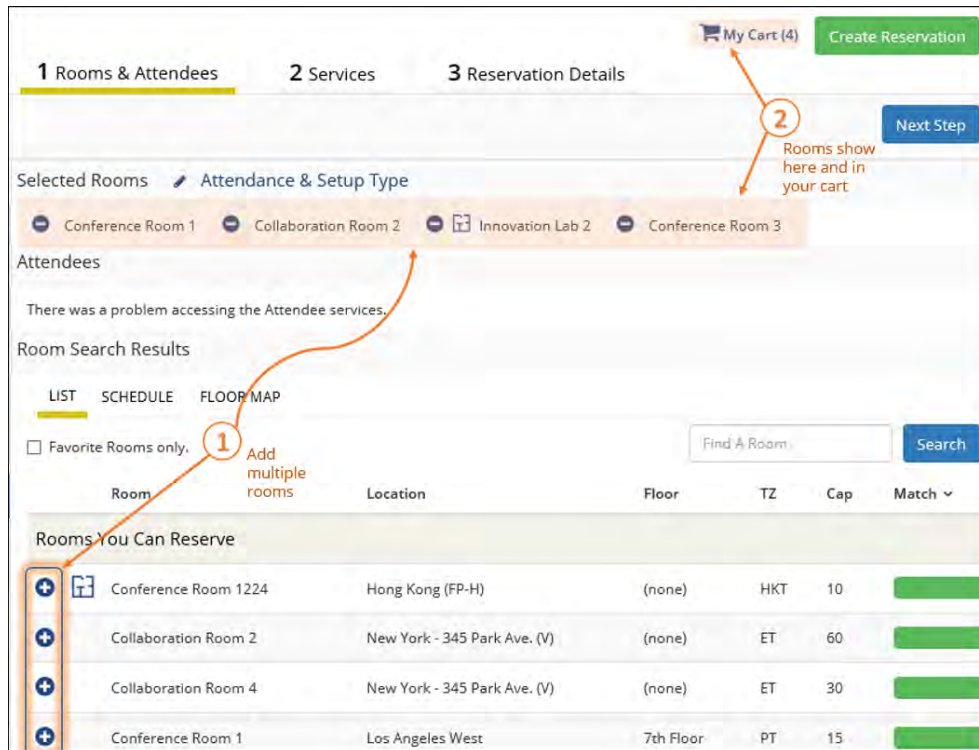 My Cart (4) Create Reservation
1 Rooms & Attendees 2 Services 3 Reservation Details
2 Next Step
Rooms show
here and in
your cart
Selected Rooms Attendance & Setup Type
Conference Room 1 Collaboration Room 2 Innovation Lab 2 Conference Room 3
Attendees
There was a problem accessing the Attendee services.
Room Search Results
LIST SCHEDULE FLOOR MAP
Favorite Rooms only. 1 Find A Room Search
Add
multiple
rooms
Room Location Floor TZ Cap Match
Rooms You Can Reserve
Conference Room 1224 Hong Kong (FP-H) (none) HKT 10
Collaboration Room 2 New York - 345 Park Ave. (V) (none) ET 60
Collaboration Room 4 New York - 345 Park Ave. (V) (none) ET 30
Conference Room 1 Los Angeles West 7th Floor PT 15